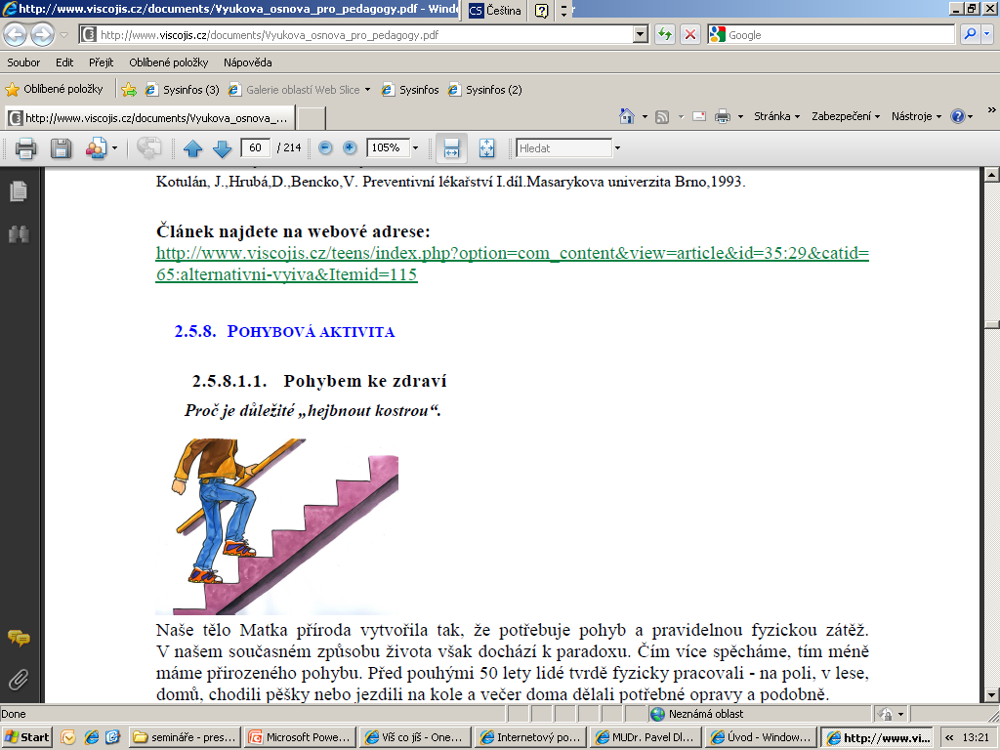 http://www.viscojis.cz/documents/Vyukova_osnova_pro_pedagogy.pdf - Wind
CS Čeština
http://www.viscojis.cz/documents/Vyukova_osnova_pro_pedagogy.pdf
Google
Soubor Edit Přejít Oblíbené položky Nápověda
Oblíbené položky Sysinfos (3) Galerie oblastí Web Slice Sysinfos Sysinfos (2)
http://www.viscojis.cz/documents/Vyukova_osnova_... Stránka Zabezpečení Nástroje
60 / 214 105% Hledat
Kotulán, J.,Hrubá,D.,Bencko,V. Preventivní lékařství I.díl.Masarykova univerzita Brno,1993.
Článek najdete na webové adrese:
http://www.viscojis.cz/teens/index.php?option=com_content&view=article&id=35:29&catid=
65:alternativni-vyiva&Itemid=115
2.5.8. POHYBOVÁ AKTIVITA
2.5.8.1.1. Pohybem ke zdraví
Proč je důležité „hejbnout kostrou“.
Naše tělo Matka příroda vytvořila tak, že potřebuje pohyb a pravidelnou fyzickou zátěž.
V našem současném způsobu života však dochází k paradoxu. Čím více spěcháme, tím méně
máme přirozeného pohybu. Před pouhými 50 lety lidé tvrdě fyzicky pracovali - na poli, v lese,
domů, chodili pěšky nebo jezdili na kole a večer doma dělali potřebné opravy a podobně.
Done Neznámá oblast
Start semináře - pres... Microsoft Powe... Víš co jíš - One... Internetový po... MUDr. Pavel Dl... Úvod - Window... http://www.vi... 13:21